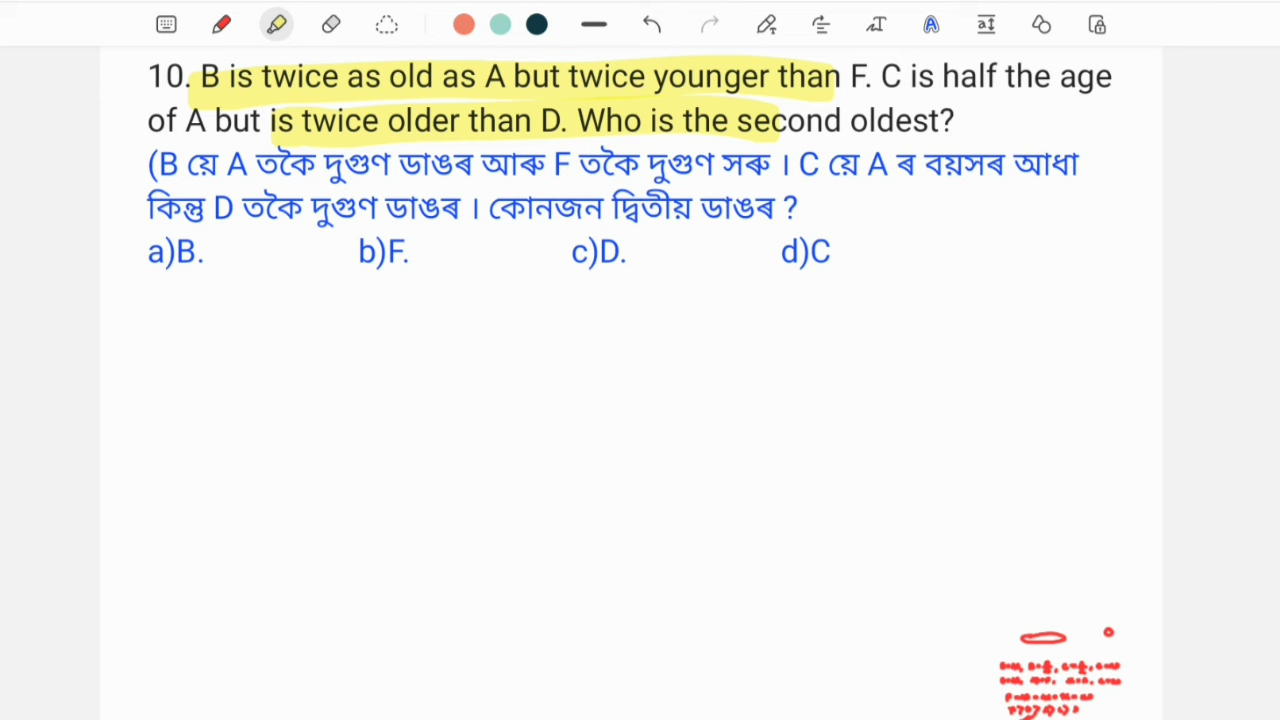 10. B is twice as old as A but twice younger than F. C is half the age
of A but is twice older than D. Who is the second oldest?
(B য়ে A তকৈ দুগুণ ডাঙৰ আৰু F তকৈ দুগুণ সৰু । C য়ে A ৰ বয়সৰ আধা
কিন্তু D তকৈ দুগুণ ডাঙৰ । কোনজন দ্বিতীয় ডাঙৰ ?
a)B. b)F. c)D. d)C